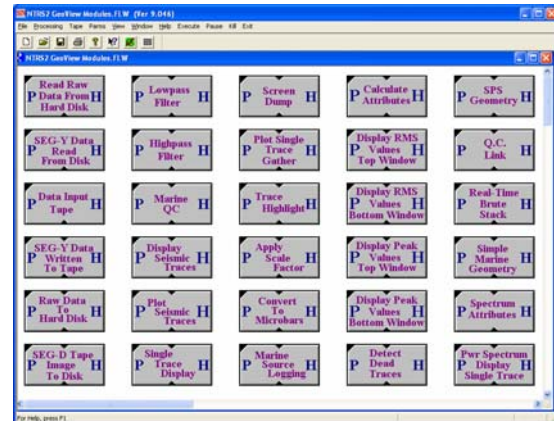 NTRS2 GeoView Modules.FLW (Ver 9.046)
File Processing Tape Parms View Window Help Execute Pause Kill Exit
NTRS2 GeoView Modules.FLW
P Read Raw Data From Hard Disk H
P Lowpass Filter H
P Screen Dump H
P Calculate Attributes H
P SPS Geometry H
P SEG-Y Data Read From Disk H
P Highpass Filter H
P Plot Single Trace Gather H
P Display RMS Values Top Window H
P Q.C. Link H
P Data Input Tape H
P Marine QC H
P Trace Highlight H
P Display RMS Values Bottom Window H
P Real-Time Brute Stack H
P SEG-Y Data Written To Tape H
P Display Seismic Traces H
P Apply Scale Factor H
P Display Peak Values Top Window H
P Simple Marine Geometry H
P Raw Data To Hard Disk H
P Plot Seismic Traces H
P Convert To Microbars H
P Display Peak Values Bottom Window H
P Spectrum Attributes H
P SEG-D Tape Image To Disk H
P Single Trace Display H
P Marine Source Logging H
P Detect Dead Traces H
P Pwr Spectrum Display Single Trace H
For Help, press F1